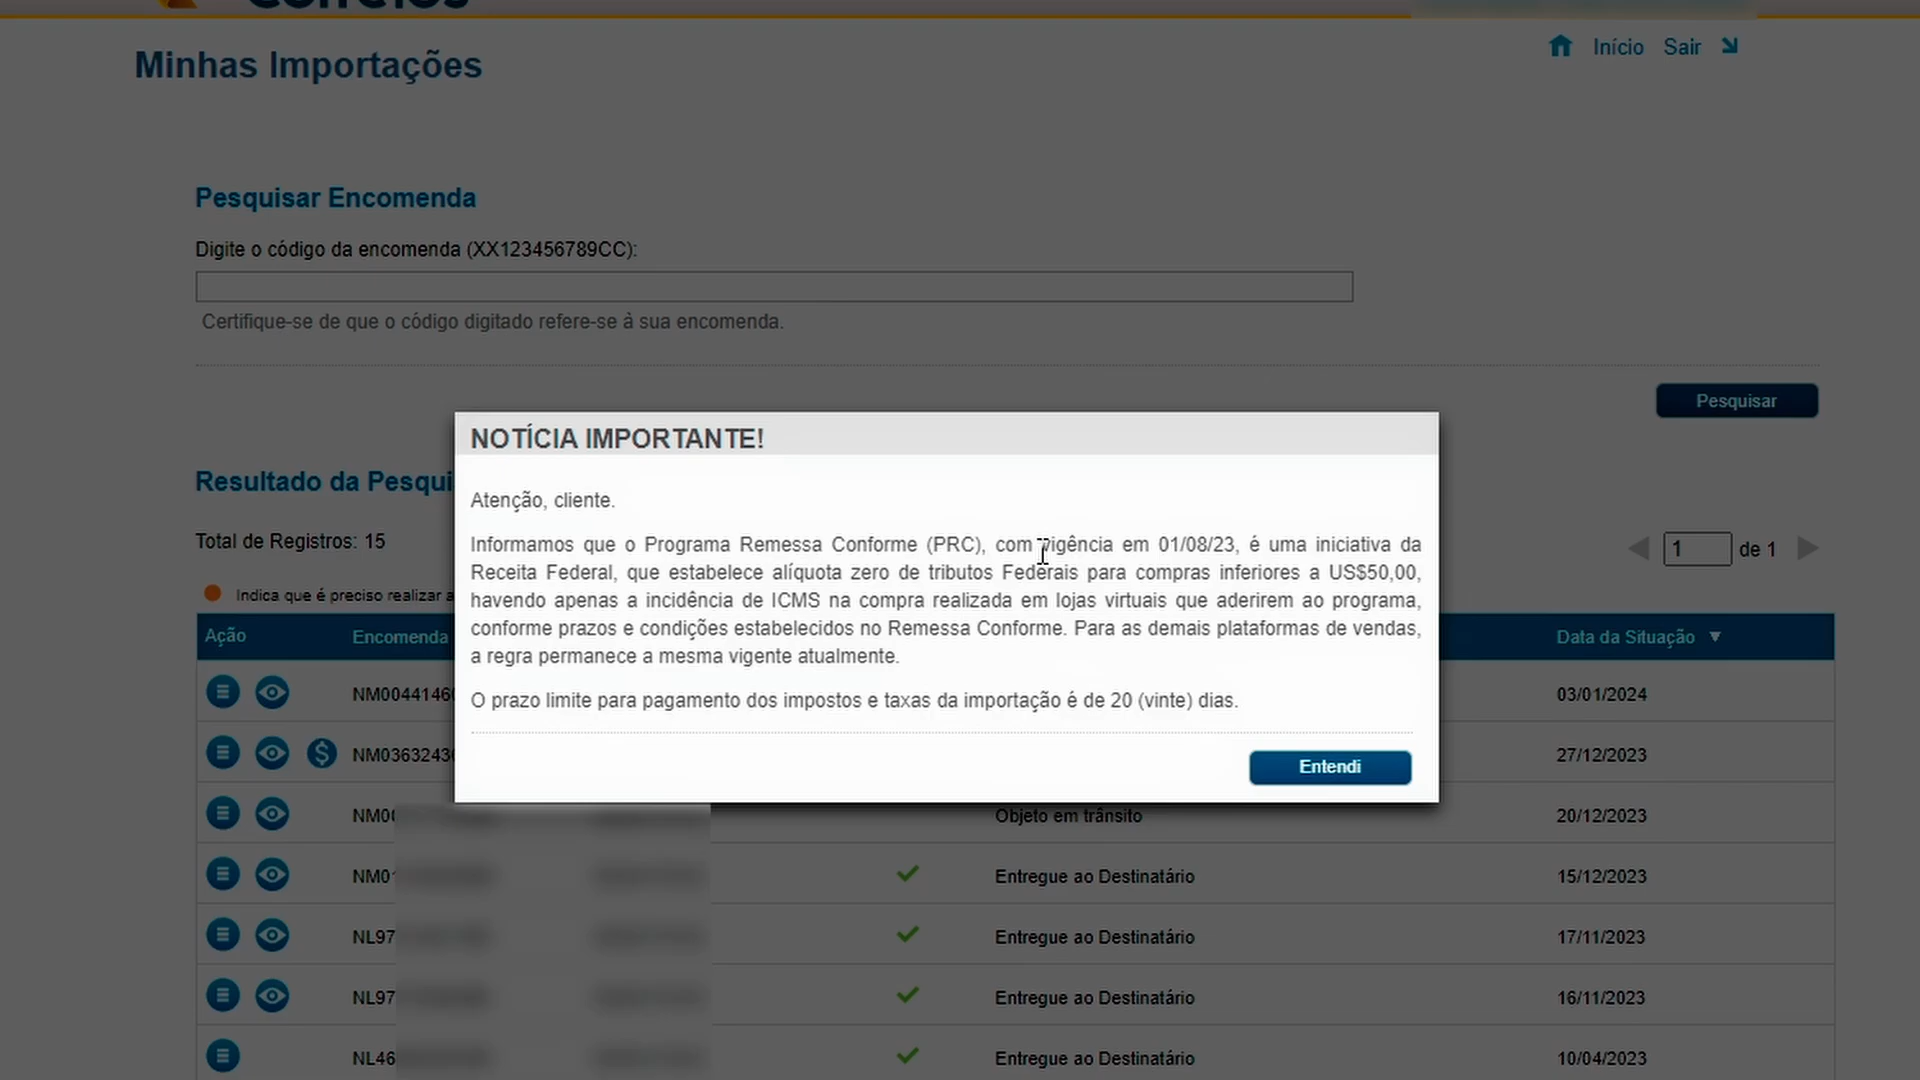 Correios
Minhas Importações
Início Sair
Pesquisar Encomenda
Digite o código da encomenda (XX123456789CC):
Certifique-se de que o código digitado refere-se à sua encomenda.
Pesquisar
NOTÍCIA IMPORTANTE!
Atenção, cliente.
Informamos que o Programa Remessa Conforme (PRC), com vigência em 01/08/23, é uma iniciativa da
Receita Federal, que estabelece alíquota zero de tributos Federais para compras inferiores a US$50,00,
havendo apenas a incidência de ICMS na compra realizada em lojas virtuais que aderirem ao programa,
conforme prazos e condições estabelecidos no Remessa Conforme. Para as demais plataformas de vendas,
a regra permanece a mesma vigente atualmente.
O prazo limite para pagamento dos impostos e taxas da importação é de 20 (vinte) dias.
Entendi
Resultado da Pesqui
Total de Registros: 15
1 de 1
Indica que é preciso realizar a
Ação Encomenda Data da Situação
NM0044146 03/01/2024
$ NM0363243 27/12/2023
NM0 Objeto em trânsito 20/12/2023
NM0 Entregue ao Destinatário 15/12/2023
NL97 Entregue ao Destinatário 17/11/2023
NL97 Entregue ao Destinatário 16/11/2023
NL46 Entregue ao Destinatário 10/04/2023